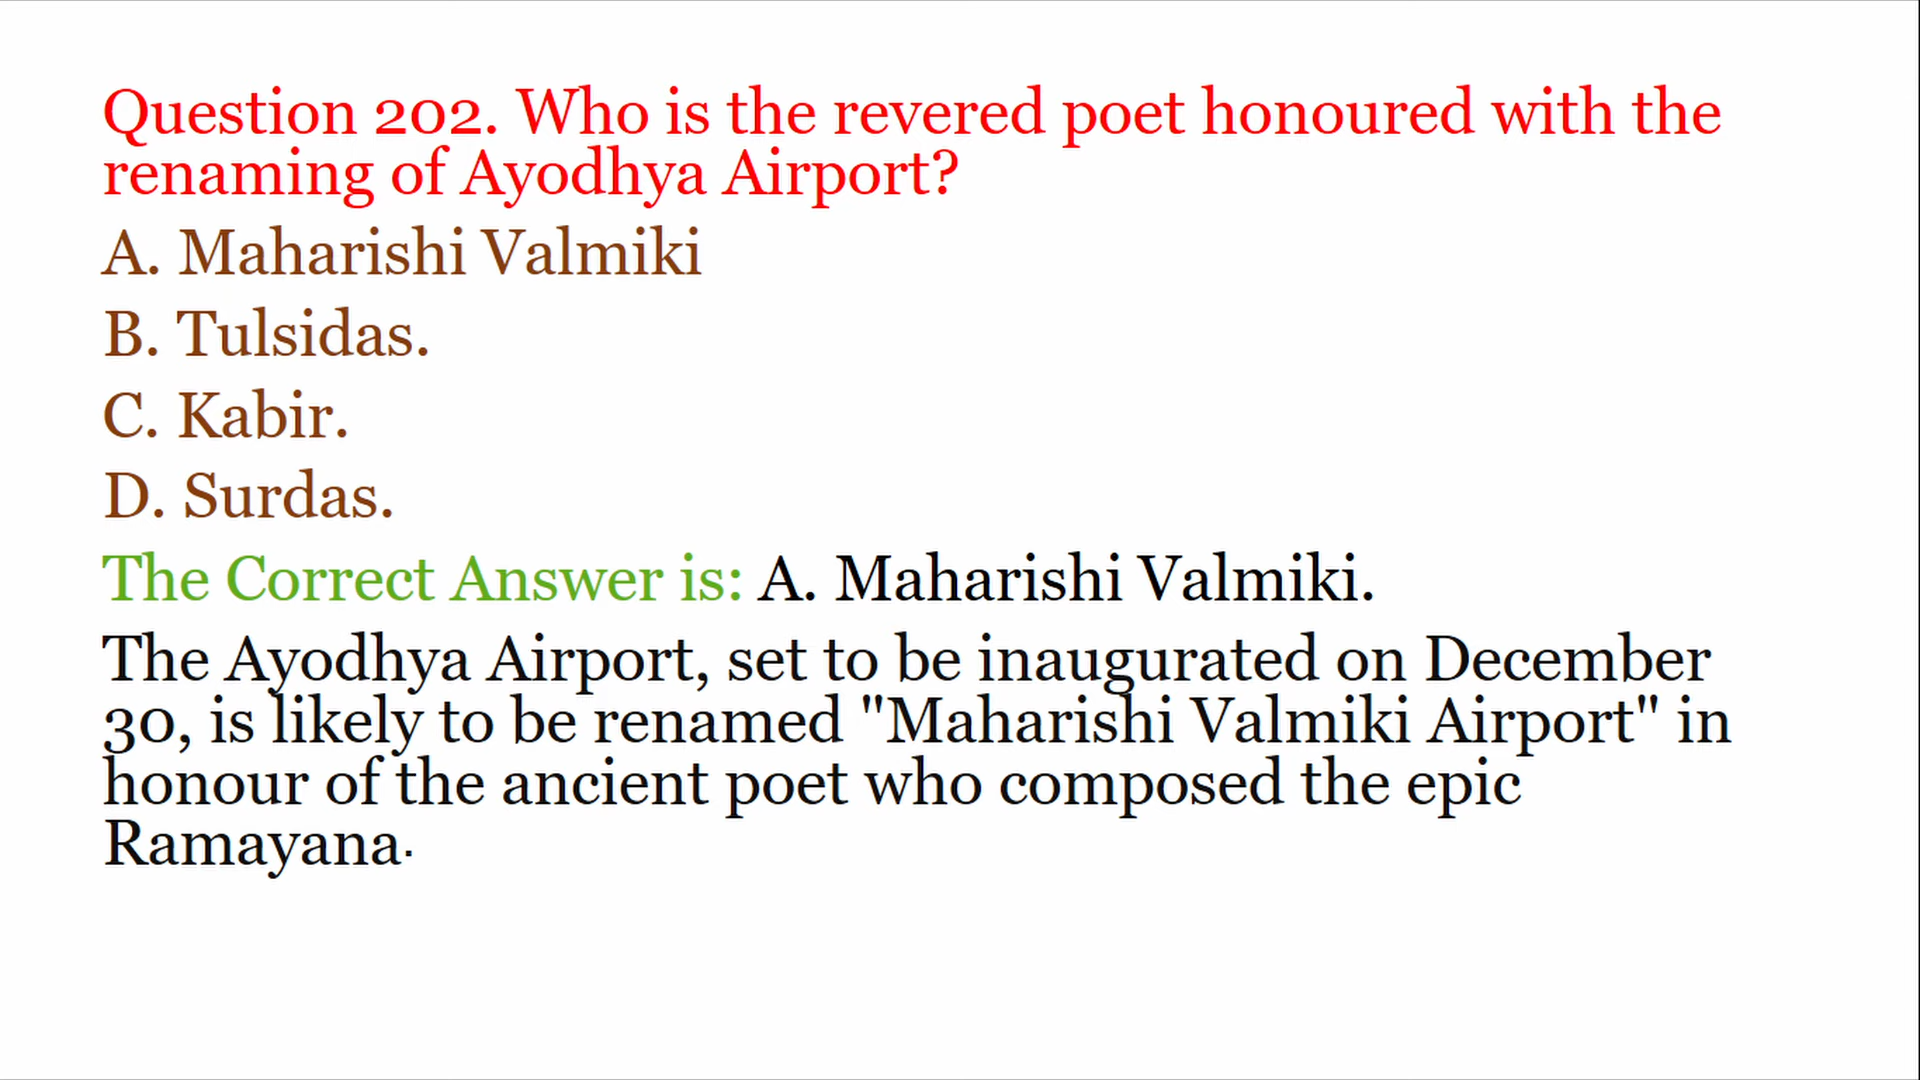 Question 202. Who is the revered poet honoured with the
renaming of Ayodhya Airport?
A. Maharishi Valmiki
B. Tulsidas.
C. Kabir.
D. Surdas.
The Correct Answer is: A. Maharishi Valmiki.
The Ayodhya Airport, set to be inaugurated on December
30, is likely to be renamed "Maharishi Valmiki Airport" in
honour of the ancient poet who composed the epic
Ramayana.